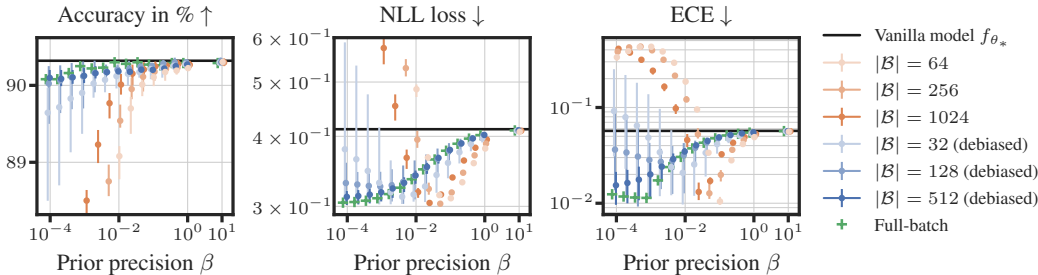 Accuracy in % ↑
90
89
10⁻⁴ 10⁻² 10⁰ 10¹
Prior precision β
NLL loss ↓
6 × 10⁻¹
5 × 10⁻¹
4 × 10⁻¹
3 × 10⁻¹
10⁻⁴ 10⁻² 10⁰ 10¹
Prior precision β
ECE ↓
10⁻¹
10⁻²
10⁻⁴ 10⁻² 10⁰ 10¹
Prior precision β
Vanilla model f_{θ_*}
|ℬ| = 64
|ℬ| = 256
|ℬ| = 1024
|ℬ| = 32 (debiased)
|ℬ| = 128 (debiased)
|ℬ| = 512 (debiased)
Full-batch